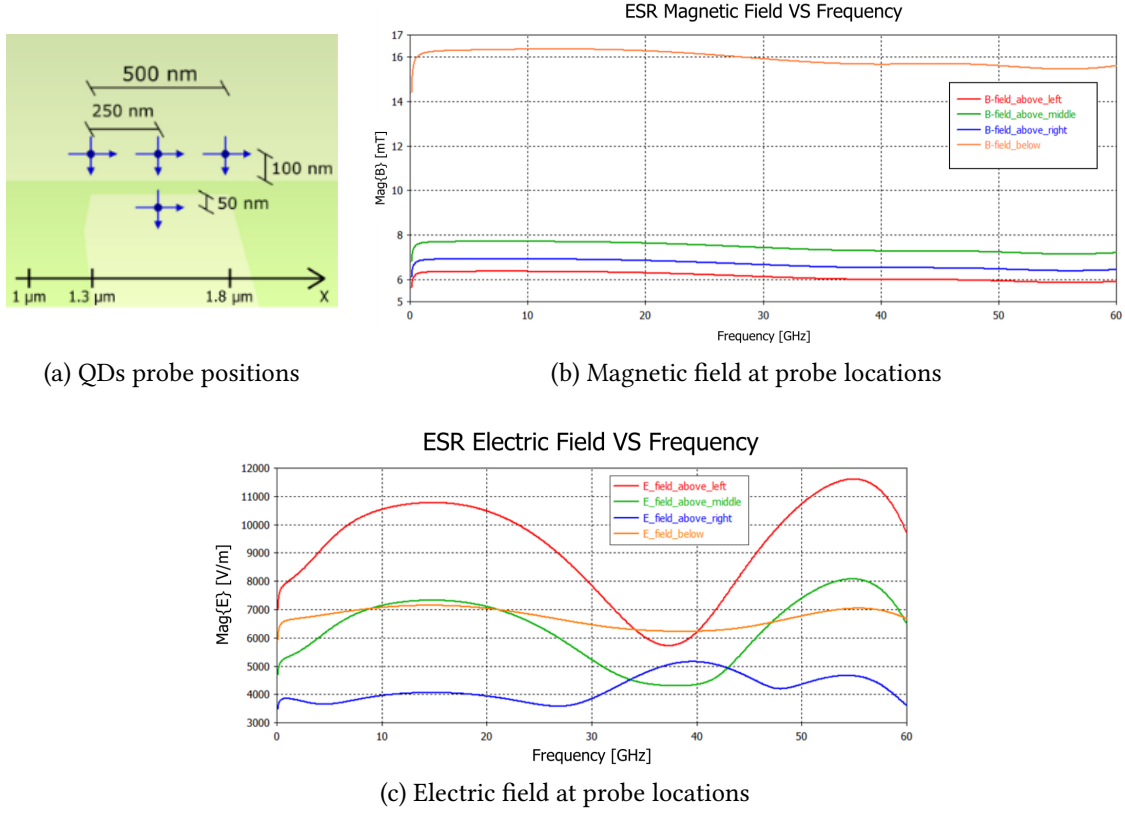 500 nm
250 nm
100 nm
50 nm
1 µm
1.3 µm
1.8 µm
X
(a) QDs probe positions
ESR Magnetic Field VS Frequency
Mag{B} [mT]
17
16
14
12
10
8
6
5
B-field_above_left
B-field_above_middle
B-field_above_right
B-field_below
0
10
20
30
40
50
60
Frequency [GHz]
(b) Magnetic field at probe locations
ESR Electric Field VS Frequency
Mag{E} [V/m]
12000
11000
10000
9000
8000
7000
6000
5000
4000
3000
E_field_above_left
E_field_above_middle
E_field_above_right
E_field_below
0
10
20
30
40
50
60
Frequency [GHz]
(c) Electric field at probe locations